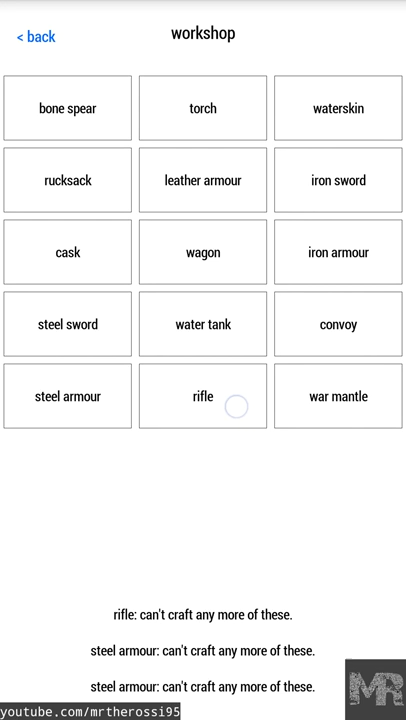 < back
workshop
bone spear
torch
waterskin
rucksack
leather armour
iron sword
cask
wagon
iron armour
steel sword
water tank
convoy
steel armour
rifle
war mantle
rifle: can't craft any more of these.
steel armour: can't craft any more of these.
steel armour: can't craft any more of these.
MR
youtube.com/mrtherossi95